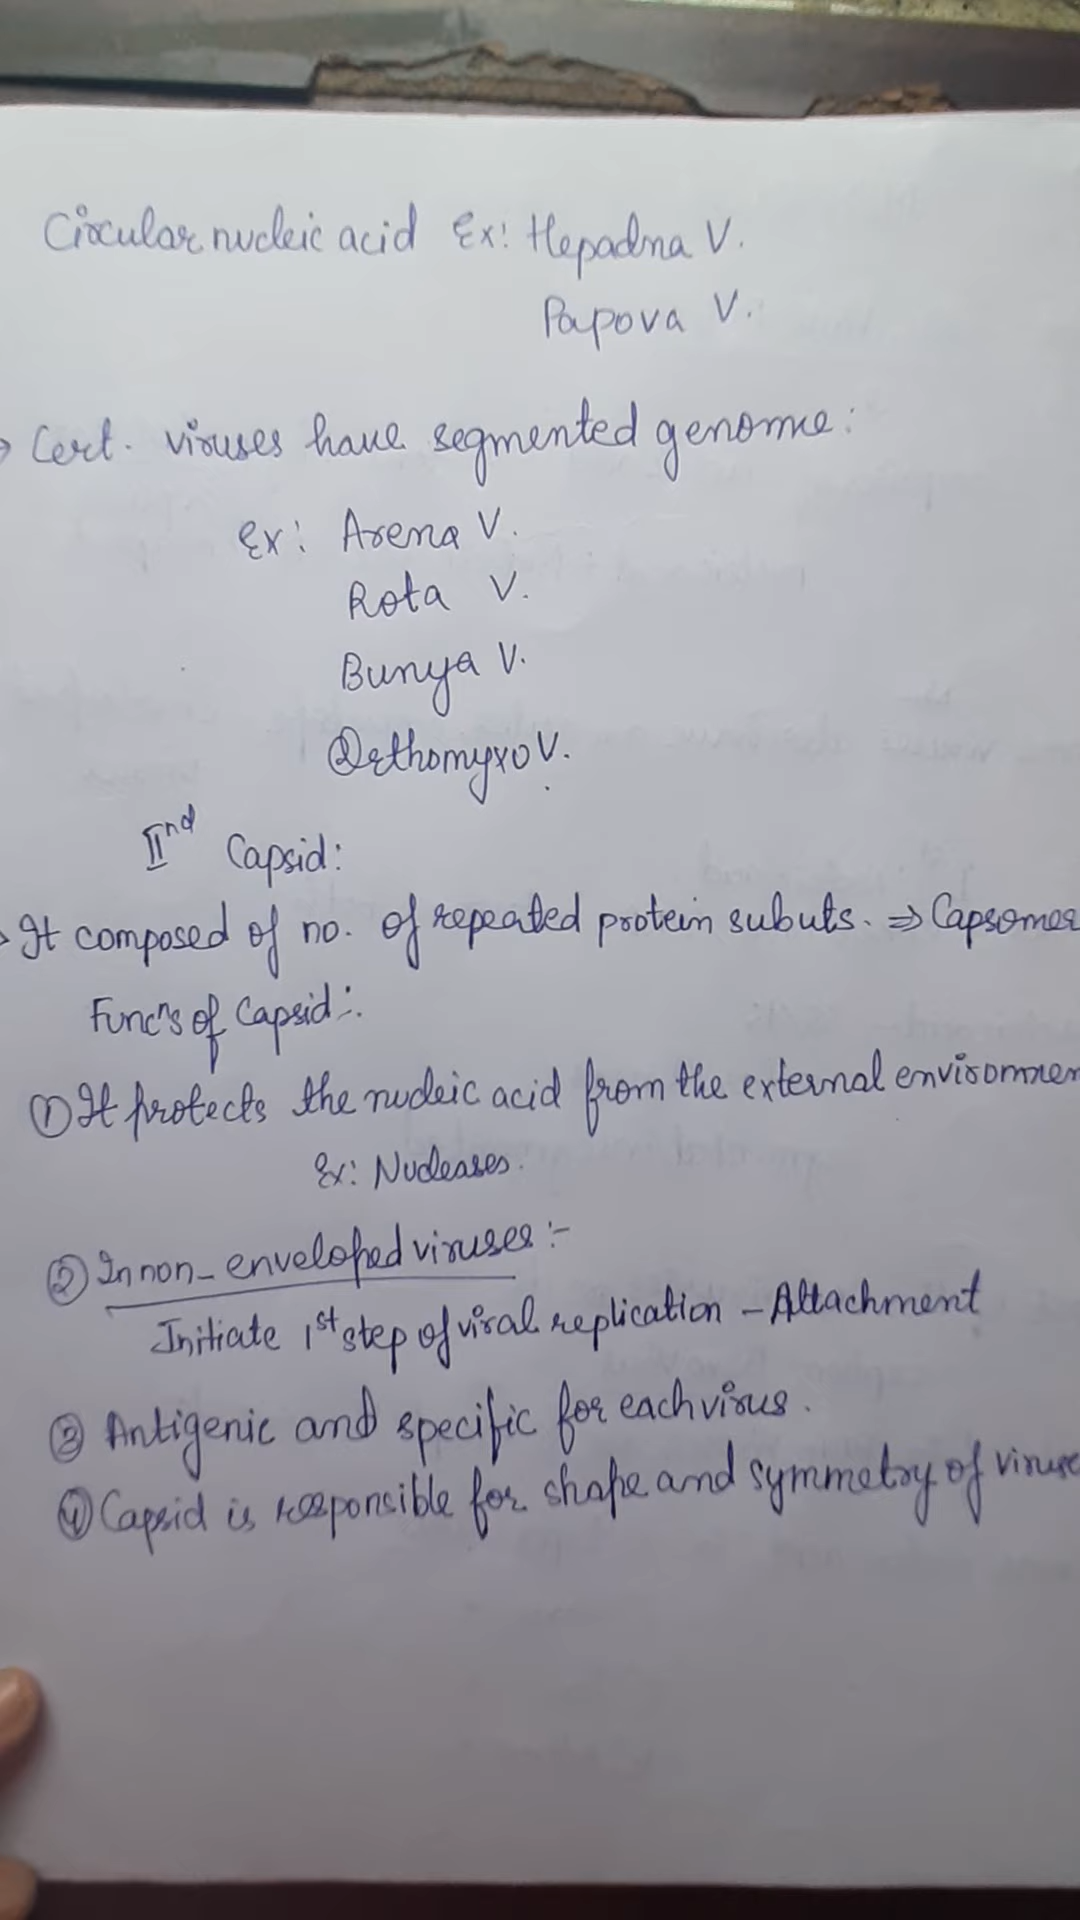 Circular nucleic acid Ex: Hepadna V.
Papova V.
→ Cert. viruses have segmented genome:
Ex: Arena V.
Rota V.
Bunya V.
Orthomyxo V.
IInd Capsid:
→ It composed of no. of repeated protein subuts. ⇒ Capsomer
Func's of Capsid:-
① It protects the nucleic acid from the external environmen
Ex: Nucleases.
② In non-enveloped viruses:-
Initiate 1st step of viral replication - Attachment
③ Antigenic and specific for each virus.
④ Capsid is responsible for shape and symmetry of viruse